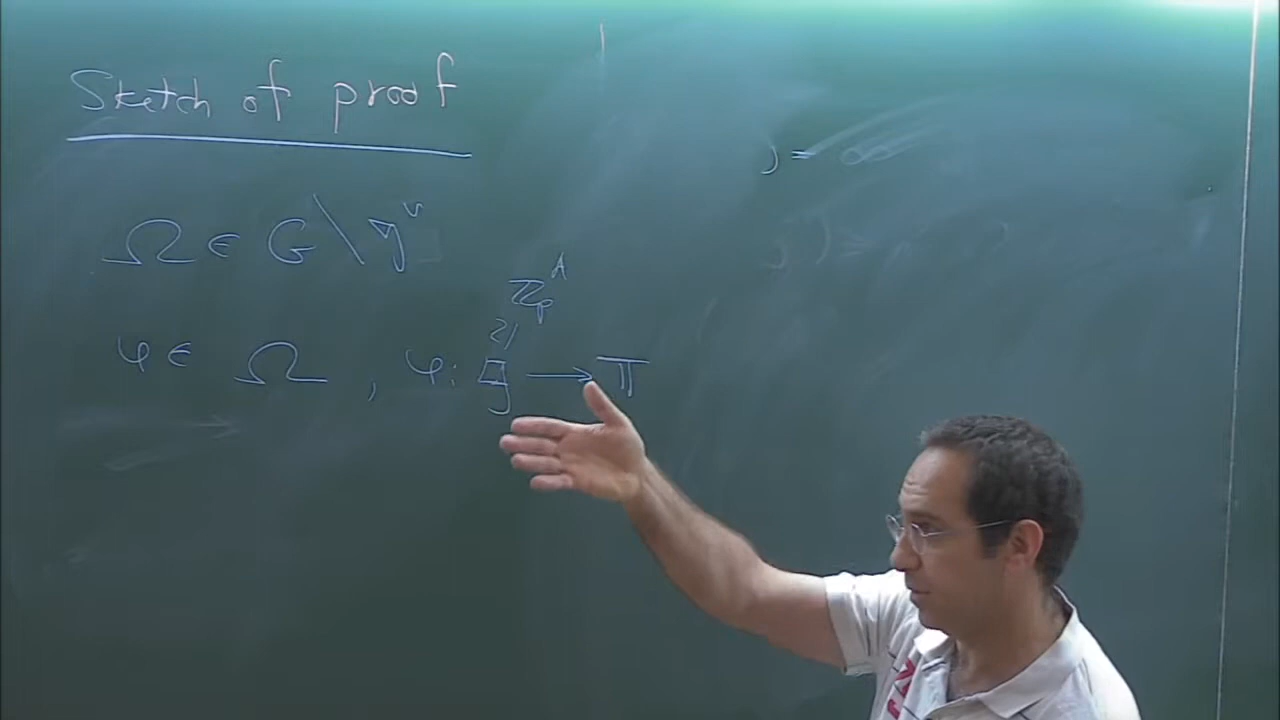 Sketch of proof
Ω ∈ G \ 𝔤^∨
ℤ_p^A
φ ∈ Ω , φ : 𝔤 → 𝕋